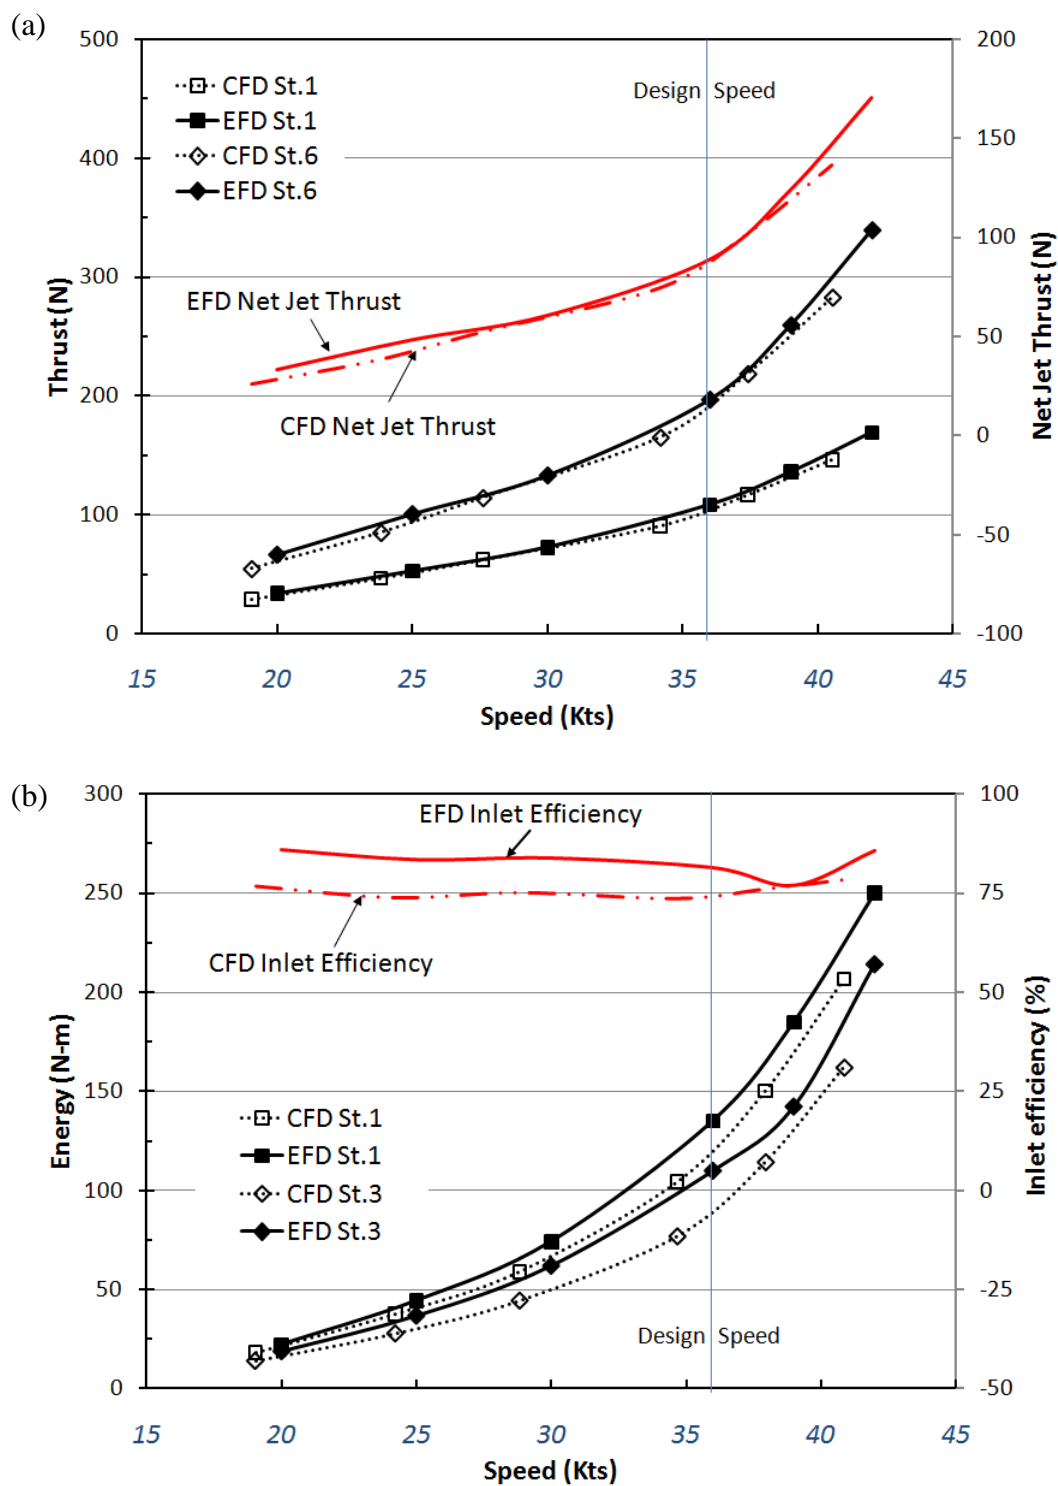 (a)
500
400
300
200
100
0
Thrust (N)
200
150
100
50
0
-50
-100
Net Jet Thrust (N)
CFD St.1
EFD St.1
CFD St.6
EFD St.6
Design Speed
EFD Net Jet Thrust
CFD Net Jet Thrust
15 20 25 30 35 40 45
Speed (Kts)
(b)
300
250
200
150
100
50
0
Energy (N-m)
100
75
50
25
0
-25
-50
Inlet efficiency (%)
EFD Inlet Efficiency
CFD Inlet Efficiency
CFD St.1
EFD St.1
CFD St.3
EFD St.3
Design Speed
15 20 25 30 35 40 45
Speed (Kts)